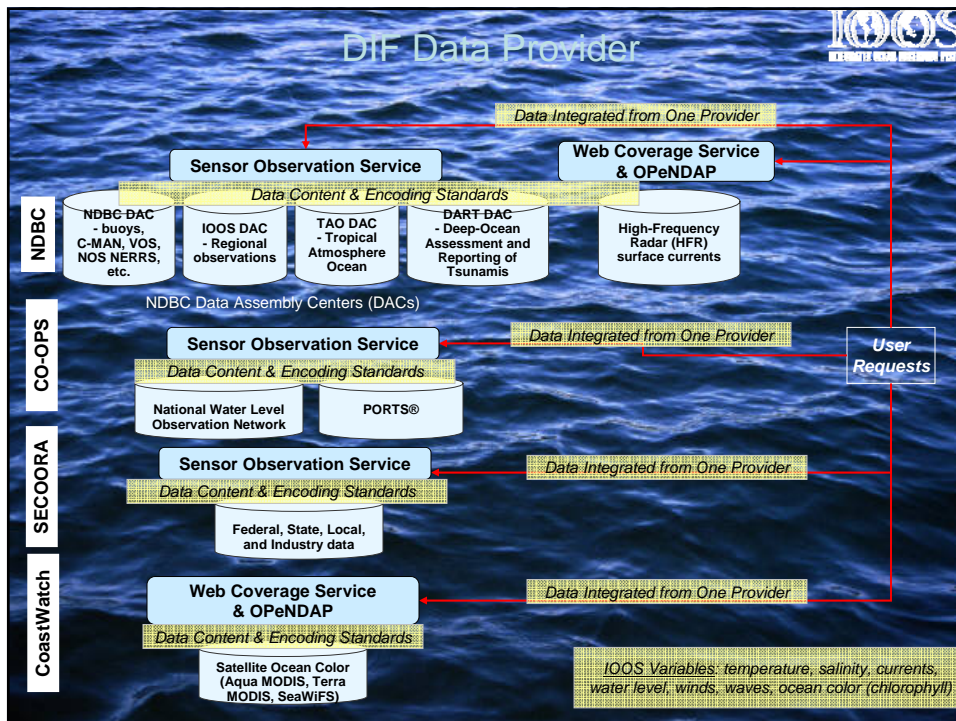 DIF Data Provider
IOOS
Data Integrated from One Provider
Sensor Observation Service
Web Coverage Service
& OPeNDAP
Data Content & Encoding Standards
NDBC
NDBC DAC
- buoys,
C-MAN, VOS,
NOS NERRS,
etc.
IOOS DAC
- Regional
observations
TAO DAC
- Tropical
Atmosphere
Ocean
DART DAC
- Deep-Ocean
Assessment and
Reporting of
Tsunamis
High-Frequency
Radar (HFR)
surface currents
NDBC Data Assembly Centers (DACs)
CO-OPS
Sensor Observation Service
Data Integrated from One Provider
User
Requests
Data Content & Encoding Standards
National Water Level
Observation Network
PORTS®
SECOORA
Sensor Observation Service
Data Integrated from One Provider
Data Content & Encoding Standards
Federal, State, Local,
and Industry data
CoastWatch
Web Coverage Service
& OPeNDAP
Data Integrated from One Provider
Data Content & Encoding Standards
Satellite Ocean Color
(Aqua MODIS, Terra
MODIS, SeaWiFS)
IOOS Variables: temperature, salinity, currents,
water level, winds, waves, ocean color (chlorophyll)